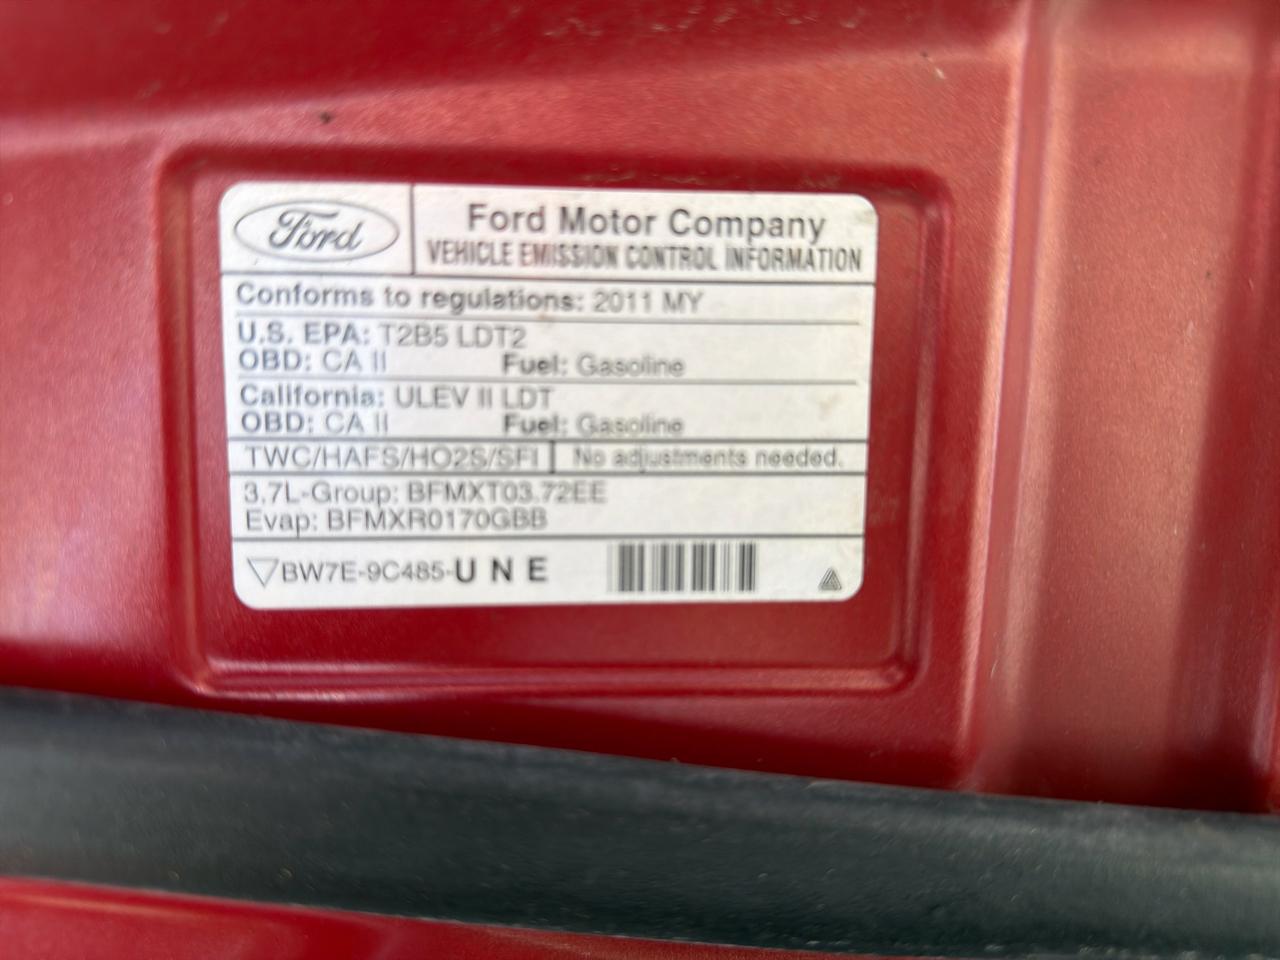 Ford
Ford Motor Company
VEHICLE EMISSION CONTROL INFORMATION
Conforms to regulations: 2011 MY
U.S. EPA: T2B5 LDT2
OBD: CA II Fuel: Gasoline
California: ULEV II LDT
OBD: CA II Fuel: Gasoline
TWC/HAFS/HO2S/SFI No adjustments needed.
3.7L-Group: BFMXT03.72EE
Evap: BFMXR0170GBB
BW7E-9C485-U N E